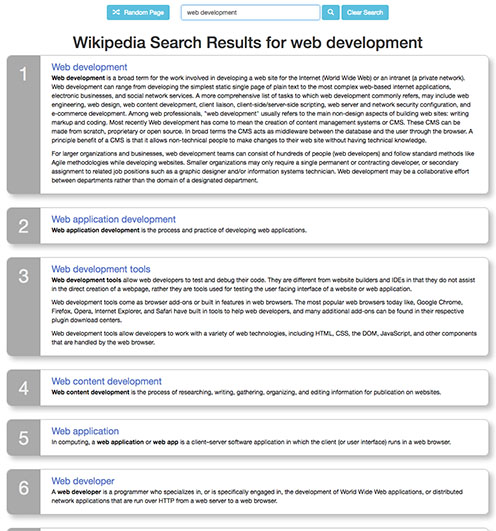 Random Page
web development
Clear Search
Wikipedia Search Results for web development
1
Web development
Web development is a broad term for the work involved in developing a web site for the Internet (World Wide Web) or an intranet (a private network).
Web development can range from developing the simplest static single page of plain text to the most complex web-based internet applications,
electronic businesses, and social network services. A more comprehensive list of tasks to which web development commonly refers, may include web
engineering, web design, web content development, client liaison, client-side/server-side scripting, web server and network security configuration, and
e-commerce development. Among web professionals, "web development" usually refers to the main non-design aspects of building web sites: writing
markup and coding. Most recently Web development has come to mean the creation of content management systems or CMS. These CMS can be
made from scratch, proprietary or open source. In broad terms the CMS acts as middleware between the database and the user through the browser. A
principle benefit of a CMS is that it allows non-technical people to make changes to their web site without having technical knowledge.
For larger organizations and businesses, web development teams can consist of hundreds of people (web developers) and follow standard methods like
Agile methodologies while developing websites. Smaller organizations may only require a single permanent or contracting developer, or secondary
assignment to related job positions such as a graphic designer and/or information systems technician. Web development may be a collaborative effort
between departments rather than the domain of a designated department.
2
Web application development
Web application development is the process and practice of developing web applications.
3
Web development tools
Web development tools allow web developers to test and debug their code. They are different from website builders and IDEs in that they do not assist
in the direct creation of a webpage, rather they are tools used for testing the user facing interface of a website or web application.
Web development tools come as browser add-ons or built in features in web browsers. The most popular web browsers today like, Google Chrome,
Firefox, Opera, Internet Explorer, and Safari have built in tools to help web developers, and many additional add-ons can be found in their respective
plugin download centers.
Web development tools allow developers to work with a variety of web technologies, including HTML, CSS, the DOM, JavaScript, and other components
that are handled by the web browser.
4
Web content development
Web content development is the process of researching, writing, gathering, organizing, and editing information for publication on websites.
5
Web application
In computing, a web application or web app is a client–server software application in which the client (or user interface) runs in a web browser.
6
Web developer
A web developer is a programmer who specializes in, or is specifically engaged in, the development of World Wide Web applications, or distributed
network applications that are run over HTTP from a web server to a web browser.